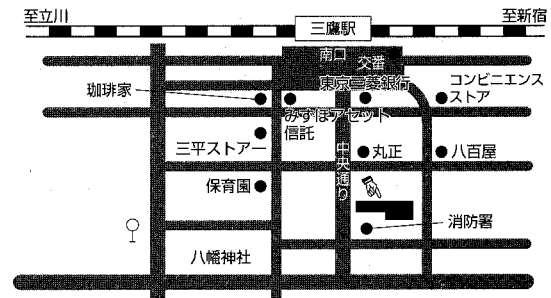 至立川
三鷹駅
至新宿
南口
交番
東京三菱銀行
コンビニエンス
ストア
珈琲家
みずほアセット
信託
三平ストアー
中央通り
丸正
八百屋
保育園
消防署
八幡神社